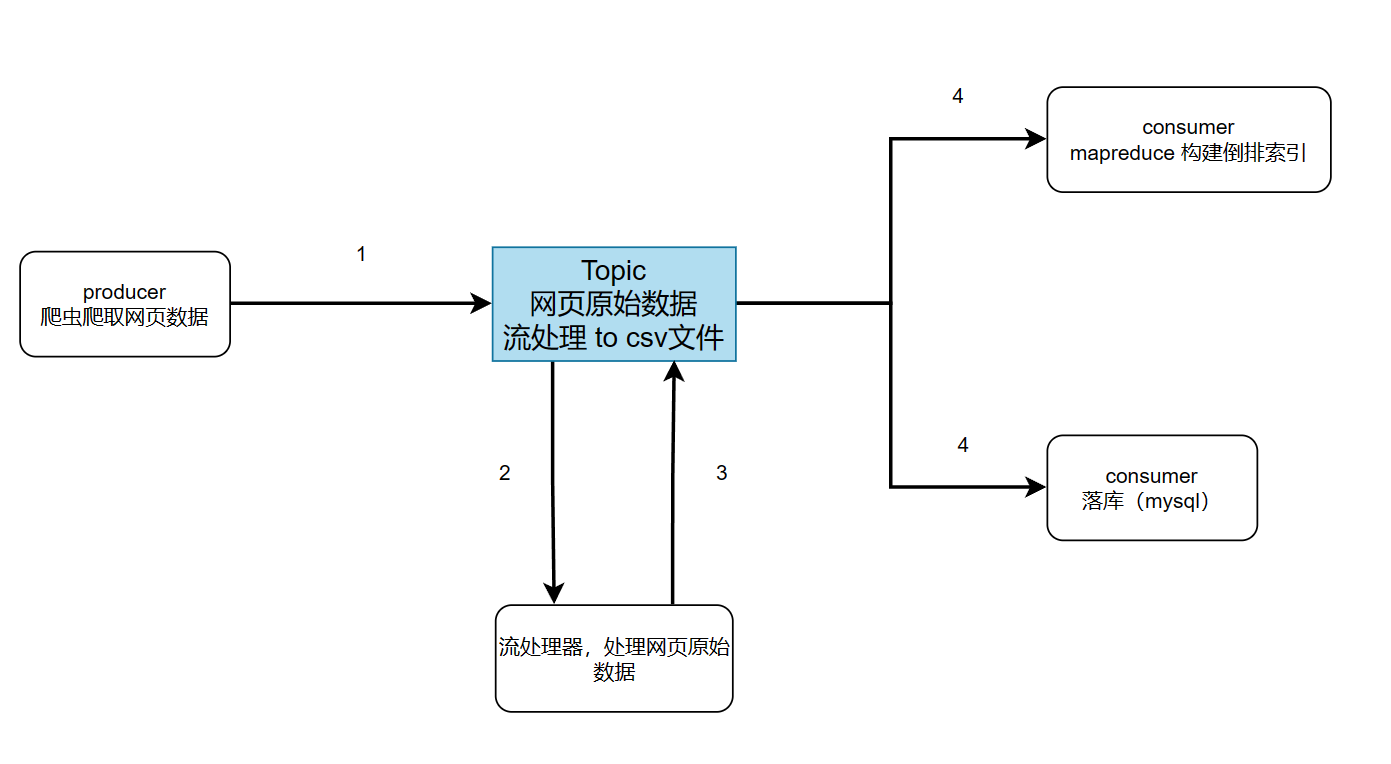 4
consumer
mapreduce 构建倒排索引
1
producer
爬虫爬取网页数据
Topic
网页原始数据
流处理 to csv文件
4
2
3
consumer
落库（mysql）
流处理器，处理网页原始
数据